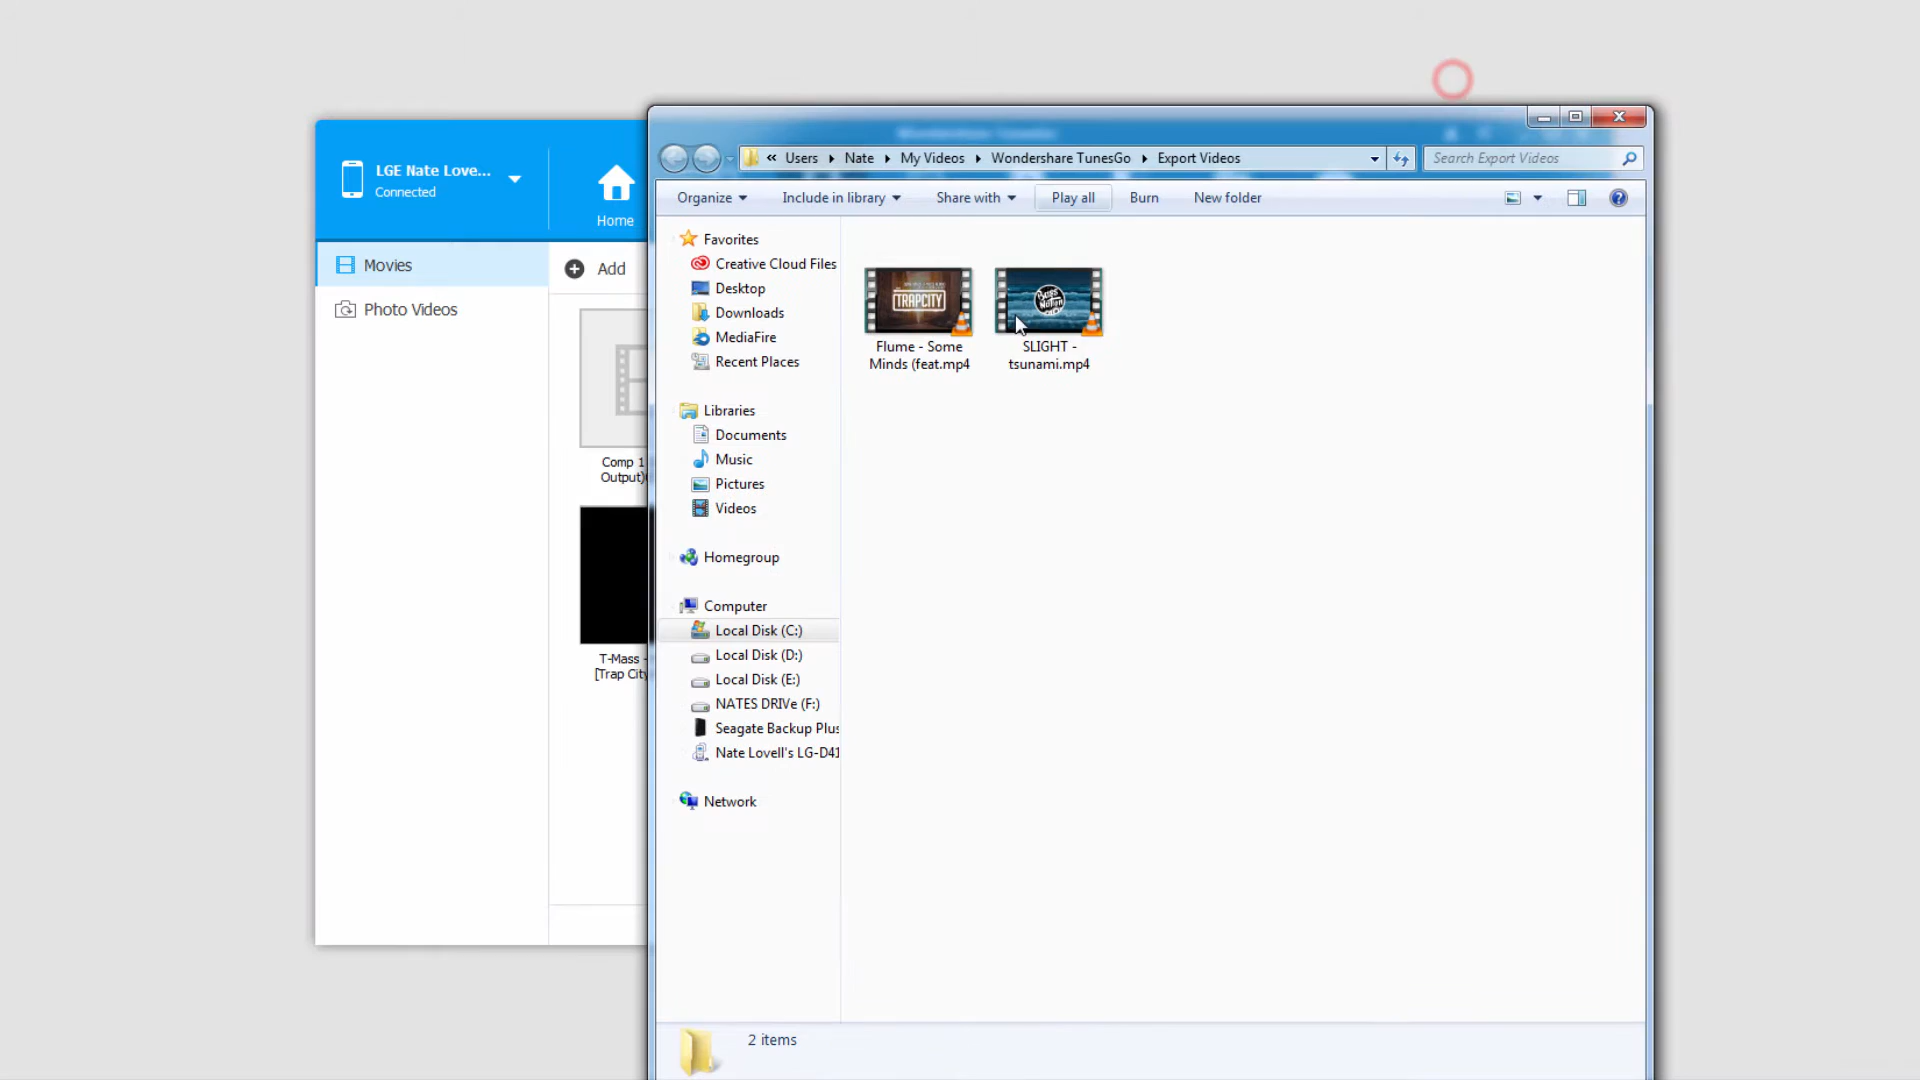 LGE Nate Love...
Connected
Home
Movies
Photo Videos
Add
Comp 1
Output)
T-Mass -
[Trap City
« Users Nate My Videos Wondershare TunesGo Export Videos
Search Export Videos
Organize Include in library Share with Play all Burn New folder
Favorites
Creative Cloud Files
Desktop
Downloads
MediaFire
Recent Places
Libraries
Documents
Music
Pictures
Videos
Homegroup
Computer
Local Disk (C:)
Local Disk (D:)
Local Disk (E:)
NATES DRIVe (F:)
Seagate Backup Plus
Nate Lovell's LG-D41
Network
TRAPCITY
Flume - Some
Minds (feat.mp4
Bass
Nation
SLIGHT -
tsunami.mp4
2 items